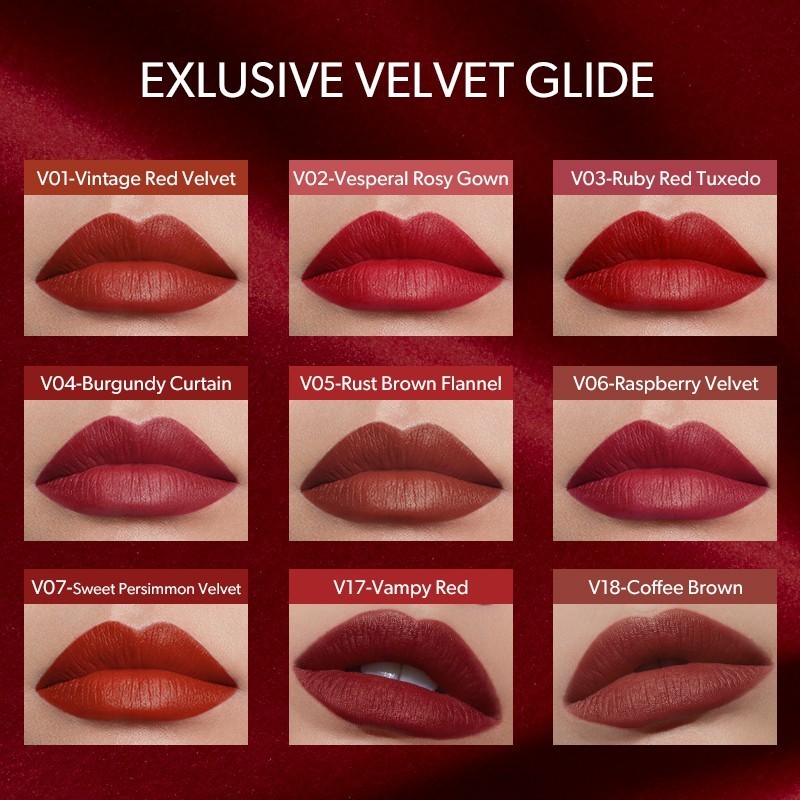 EXLUSIVE VELVET GLIDE
V01-Vintage Red Velvet
V02-Vesperal Rosy Gown
V03-Ruby Red Tuxedo
V04-Burgundy Curtain
V05-Rust Brown Flannel
V06-Raspberry Velvet
V07-Sweet Persimmon Velvet
V17-Vampy Red
V18-Coffee Brown